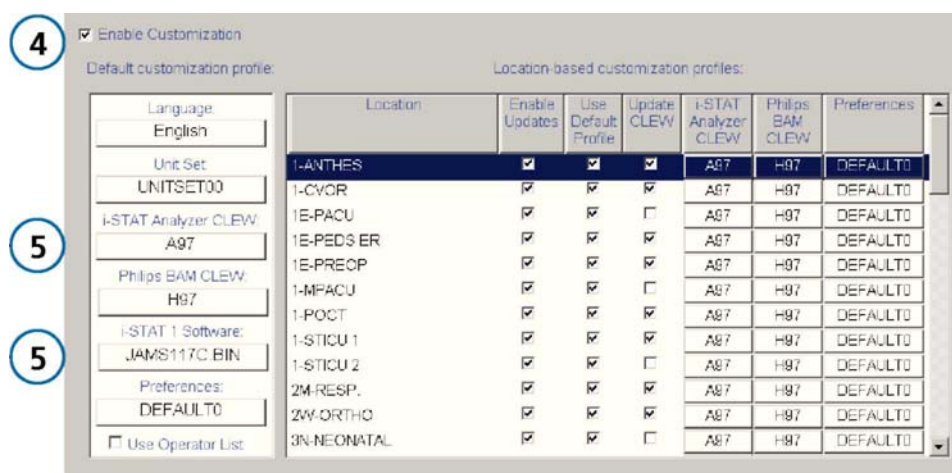 4
Enable Customization
Default customization profile: Location-based customization profiles:
Language:
English
Unit Set:
UNITSET00
i-STAT Analyzer CLEW:
5
A97
Philips BAM CLEW:
H97
i-STAT 1 Software:
5
JAMS117C.BIN
Preferences:
DEFAULT0
Use Operator List
Location Enable Updates Use Default Profile Update CLEW i-STAT Analyzer CLEW Philips BAM CLEW Preferences
1-ANTHES A97 H97 DEFAULT0
1-CVOR A97 H97 DEFAULT0
1E-PACU A97 H97 DEFAULT0
1E-PEDS ER A97 H97 DEFAULT0
1E-PREOP A97 H97 DEFAULT0
1-MPACU A97 H97 DEFAULT0
1-POCT A97 H97 DEFAULT0
1-STICU 1 A97 H97 DEFAULT0
1-STICU 2 A97 H97 DEFAULT0
2M-RESP. A97 H97 DEFAULT0
2W-ORTHO A97 H97 DEFAULT0
3N-NEONATAL A97 H97 DEFAULT0